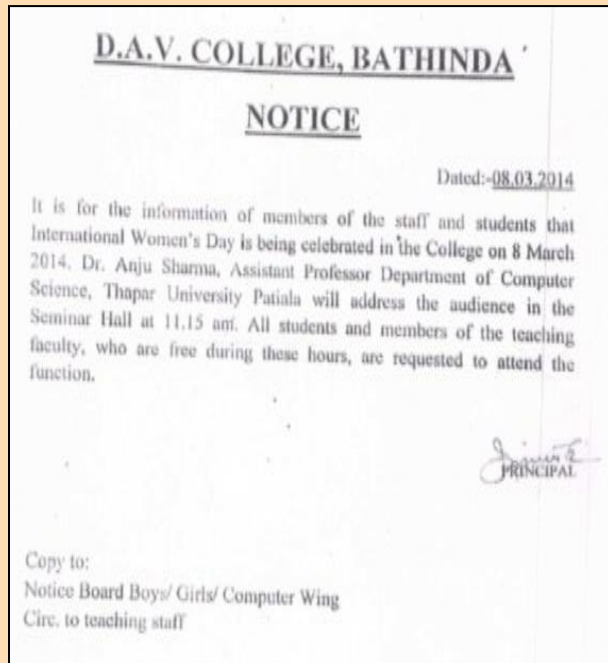 D.A.V. COLLEGE, BATHINDA
NOTICE
Dated:-08.03.2014
It is for the information of members of the staff and students that
International Women's Day is being celebrated in the College on 8 March
2014. Dr. Anju Sharma, Assistant Professor Department of Computer
Science, Thapar University Patiala will address the audience in the
Seminar Hall at 11.15 am. All students and members of the teaching
faculty, who are free during these hours, are requested to attend the
function.
PRINCIPAL
Copy to:
Notice Board Boys/ Girls/ Computer Wing
Circ. to teaching staff